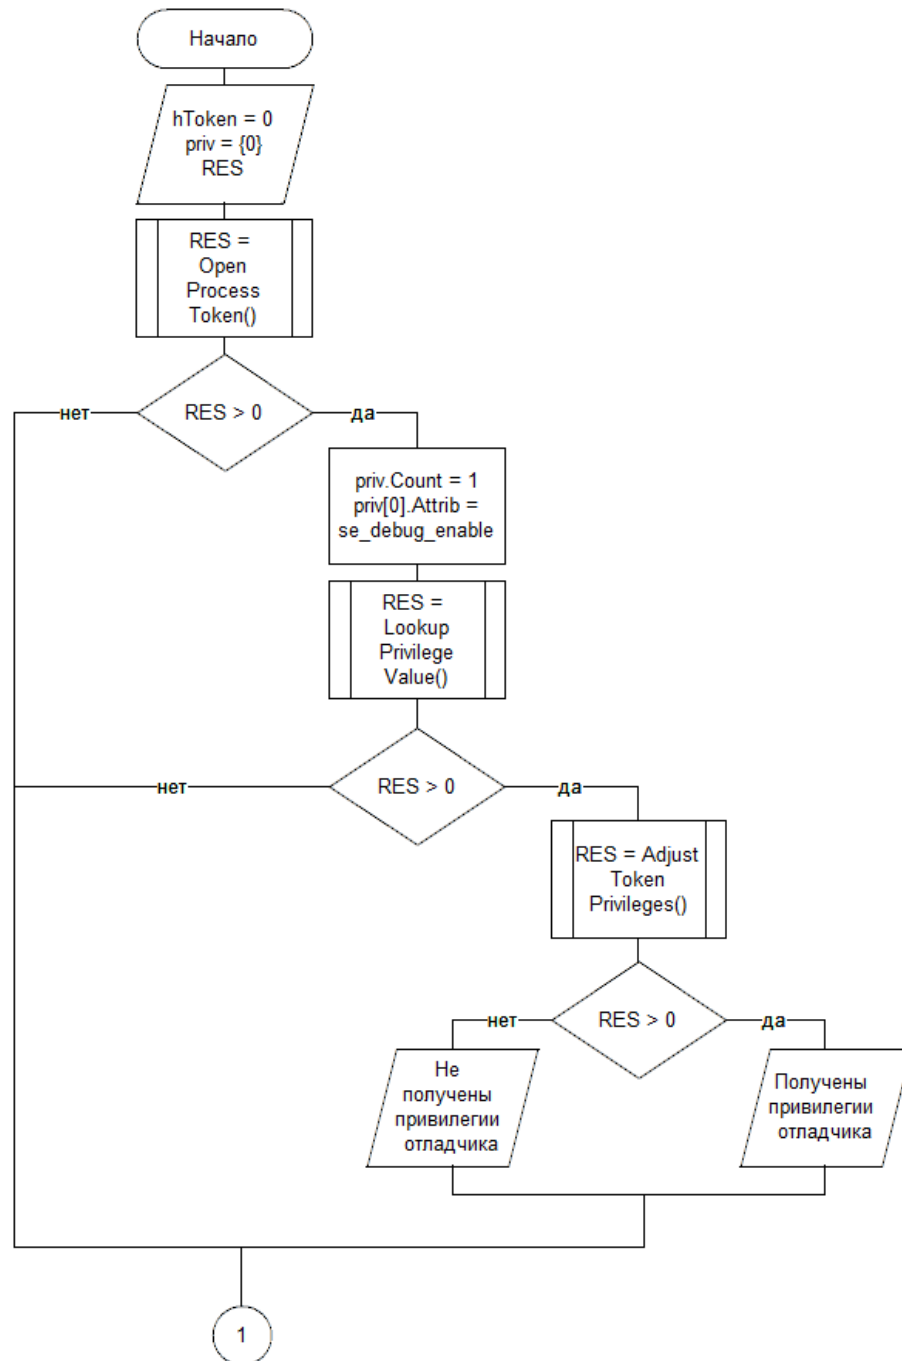 Начало
hToken = 0
priv = {0}
RES
RES =
Open
Process
Token()
RES > 0
нет
да
priv.Count = 1
priv[0].Attrib =
se_debug_enable
RES =
Lookup
Privilege
Value()
RES > 0
нет
да
RES = Adjust
Token
Privileges()
RES > 0
нет
да
Не
получены
привилегии
отладчика
Получены
привилегии
отладчика
1